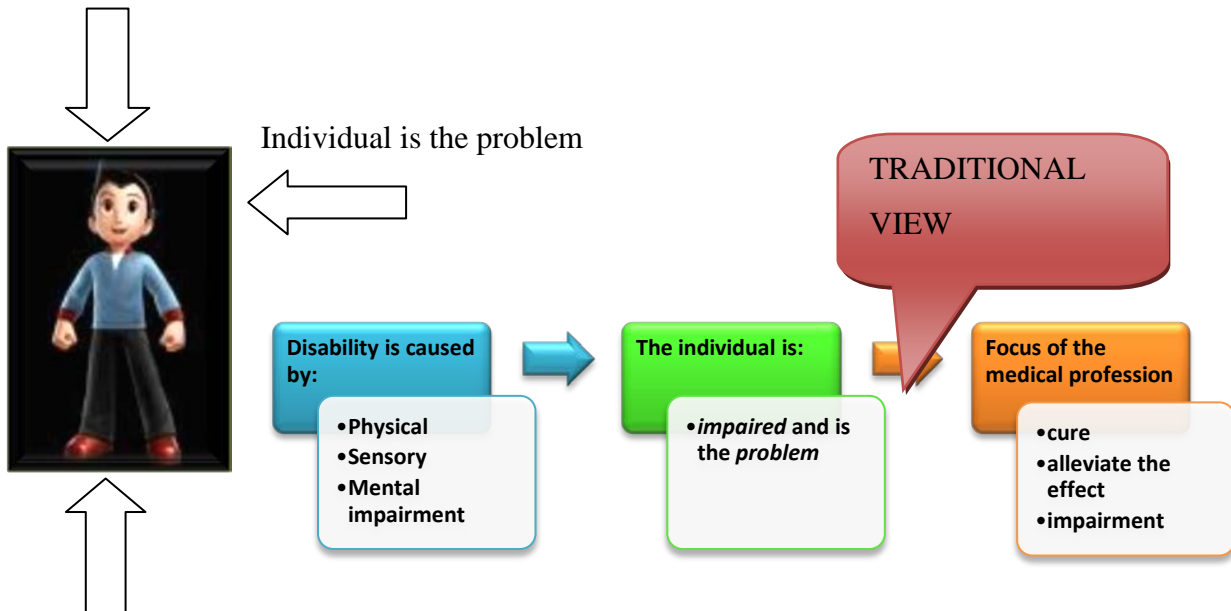 Individual is the problem
TRADITIONAL
VIEW
Disability is caused
by:
•Physical
•Sensory
•Mental
impairment
The individual is:
•impaired and is
the problem
Focus of the
medical profession
•cure
•alleviate the
effect
•impairment